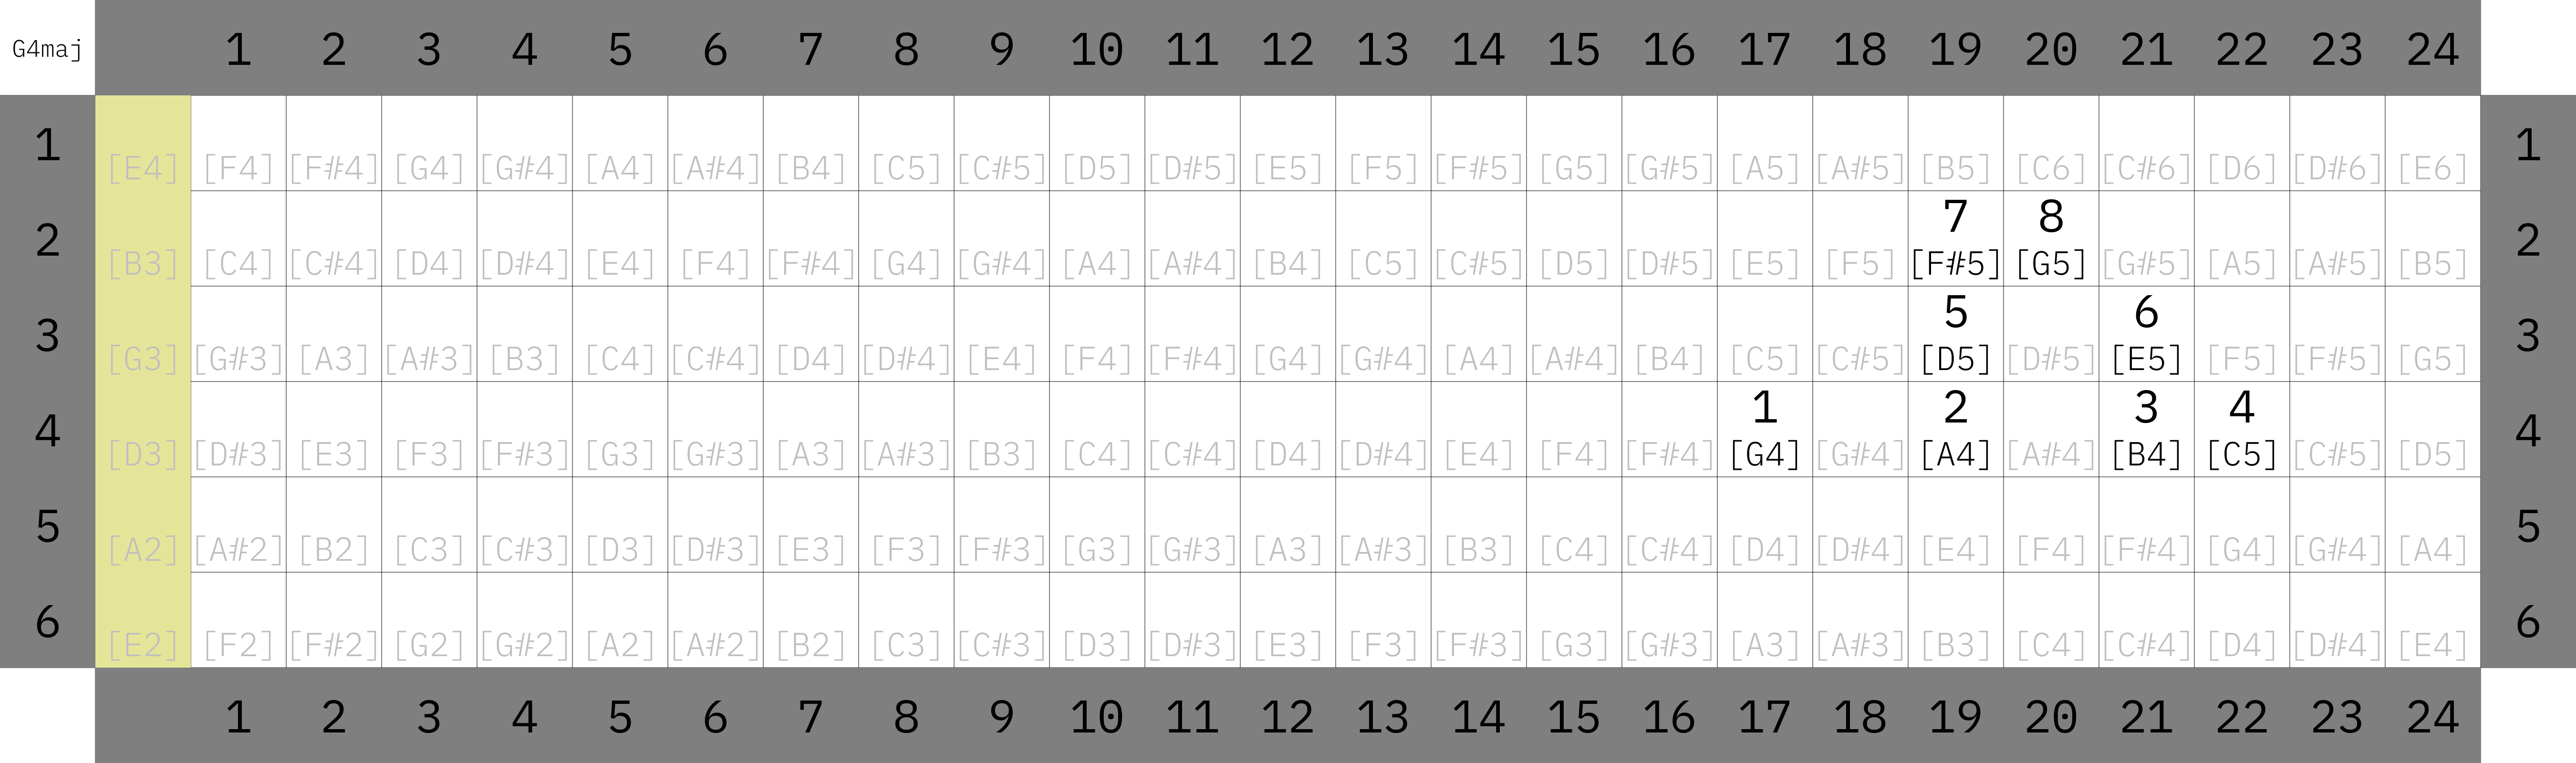 G4maj 1 2 3 4 5 6 7 8 9 10 11 12 13 14 15 16 17 18 19 20 21 22 23 24
1 [E4] [F4] [F#4] [G4] [G#4] [A4] [A#4] [B4] [C5] [C#5] [D5] [D#5] [E5] [F5] [F#5] [G5] [G#5] [A5] [A#5] [B5] [C6] [C#6] [D6] [D#6] [E6] 1
7 8
2 [B3] [C4] [C#4] [D4] [D#4] [E4] [F4] [F#4] [G4] [G#4] [A4] [A#4] [B4] [C5] [C#5] [D5] [D#5] [E5] [F5] [F#5] [G5] [G#5] [A5] [A#5] [B5] 2
5 6
3 [G3] [G#3] [A3] [A#3] [B3] [C4] [C#4] [D4] [D#4] [E4] [F4] [F#4] [G4] [G#4] [A4] [A#4] [B4] [C5] [C#5] [D5] [D#5] [E5] [F5] [F#5] [G5] 3
1 2 3 4
4 [D3] [D#3] [E3] [F3] [F#3] [G3] [G#3] [A3] [A#3] [B3] [C4] [C#4] [D4] [D#4] [E4] [F4] [F#4] [G4] [G#4] [A4] [A#4] [B4] [C5] [C#5] [D5] 4
5 [A2] [A#2] [B2] [C3] [C#3] [D3] [D#3] [E3] [F3] [F#3] [G3] [G#3] [A3] [A#3] [B3] [C4] [C#4] [D4] [D#4] [E4] [F4] [F#4] [G4] [G#4] [A4] 5
6 [E2] [F2] [F#2] [G2] [G#2] [A2] [A#2] [B2] [C3] [C#3] [D3] [D#3] [E3] [F3] [F#3] [G3] [G#3] [A3] [A#3] [B3] [C4] [C#4] [D4] [D#4] [E4] 6
1 2 3 4 5 6 7 8 9 10 11 12 13 14 15 16 17 18 19 20 21 22 23 24